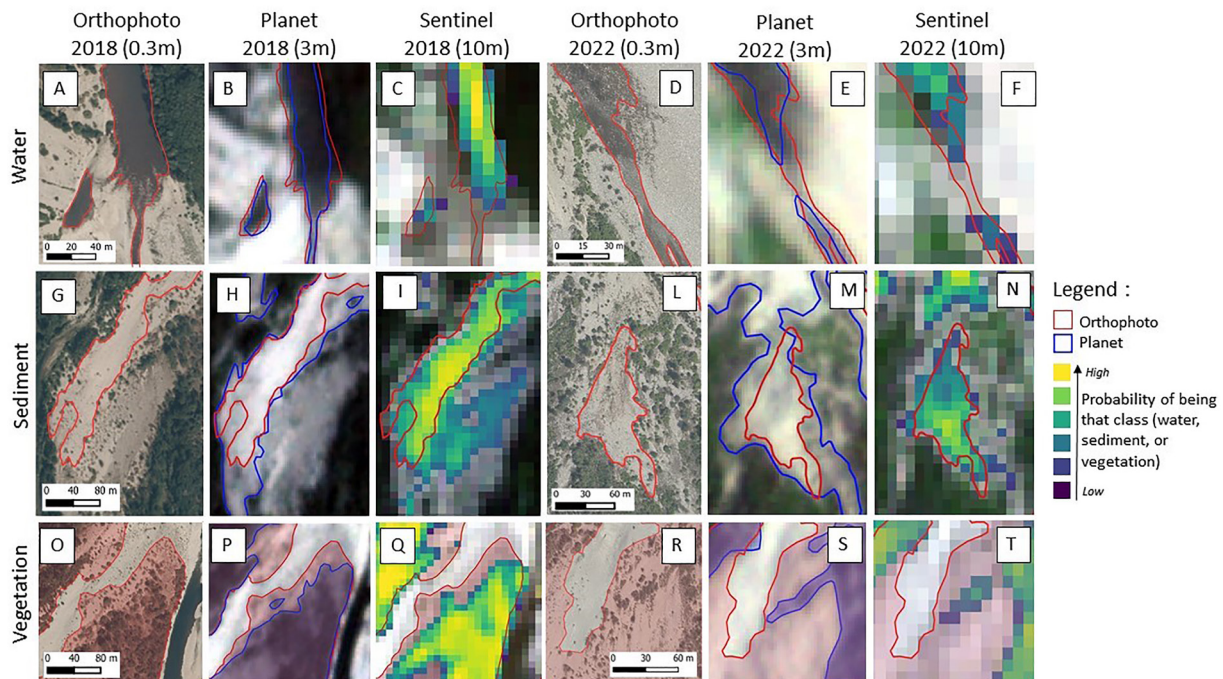 Orthophoto
2018 (0.3m)
Planet
2018 (3m)
Sentinel
2018 (10m)
Orthophoto
2022 (0.3m)
Planet
2022 (3m)
Sentinel
2022 (10m)
Water
A
B
C
D
E
F
0 20 40 m
0 15 30 m
Sediment
G
H
I
L
M
N
0 40 80 m
0 30 60 m
Vegetation
O
P
Q
R
S
T
0 40 80 m
0 30 60 m
Legend :
Orthophoto
Planet
High
Probability of being
that class (water,
sediment, or
vegetation)
Low